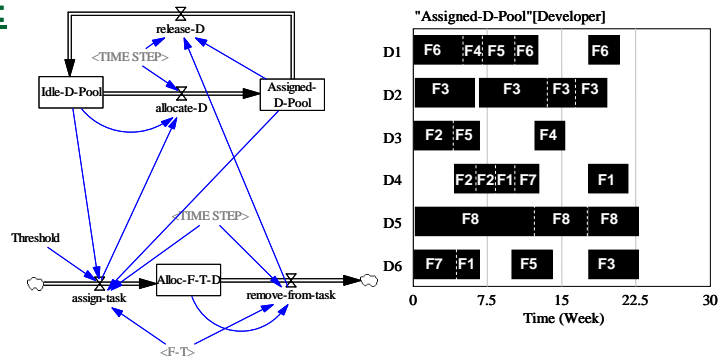 E
release-D
<TIME STEP>
Idle-D-Pool
allocate-D
Assigned-
D-Pool
<TIME STEP>
Threshold
Alloc-F-T-D
assign-task
remove-from-task
<F-T>
"Assigned-D-Pool"[Developer]
D1 F6 F4 F5 F6 F6
D2 F3 F3 F3 F3
D3 F2 F5 F4
D4 F2 F2 F1 F7 F1
D5 F8 F8 F8
D6 F7 F1 F5 F3
0 7.5 15 22.5 30
Time (Week)